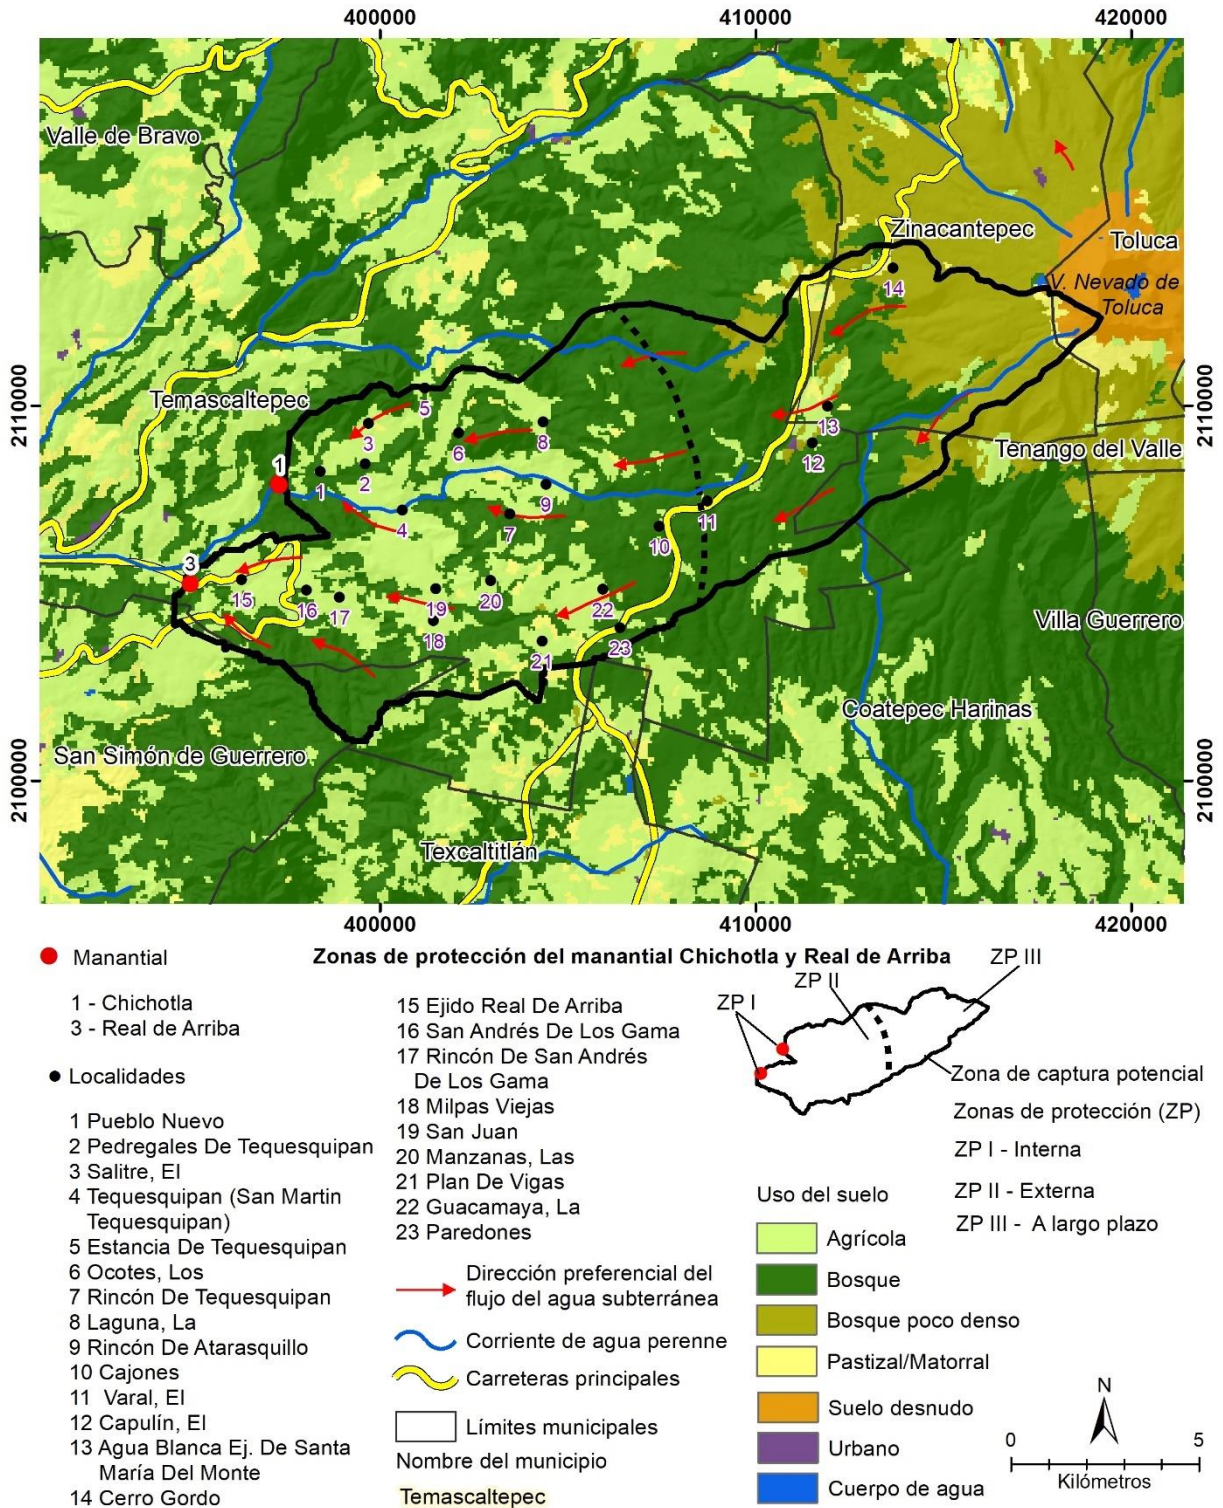 400000
410000
420000
Valle de Bravo
Zinacantepec
Toluca
14
V. Nevado de
Toluca
2110000
2110000
Temascaltepec
5
3
6
8
13
12
Tenango del Valle
1
1
2
9
4
7
11
10
3
15
16
17
19
20
22
18
23
21
Villa Guerrero
Coatepec Harinas
San Simón de Guerrero
2100000
2100000
Texcaltitlán
400000
410000
420000
Manantial
1 - Chichotla
3 - Real de Arriba
Localidades
1 Pueblo Nuevo
2 Pedregales De Tequesquipan
3 Salitre, El
4 Tequesquipan (San Martin
Tequesquipan)
5 Estancia De Tequesquipan
6 Ocotes, Los
7 Rincón De Tequesquipan
8 Laguna, La
9 Rincón De Atarasquillo
10 Cajones
11 Varal, El
12 Capulín, El
13 Agua Blanca Ej. De Santa
María Del Monte
14 Cerro Gordo
Zonas de protección del manantial Chichotla y Real de Arriba
15 Ejido Real De Arriba
16 San Andrés De Los Gama
17 Rincón De San Andrés
De Los Gama
18 Milpas Viejas
19 San Juan
20 Manzanas, Las
21 Plan De Vigas
22 Guacamaya, La
23 Paredones
Dirección preferencial del
flujo del agua subterránea
Corriente de agua perenne
Carreteras principales
Límites municipales
Nombre del municipio
Temascaltepec
ZP I
ZP II
ZP III
Zona de captura potencial
Zonas de protección (ZP)
ZP I - Interna
ZP II - Externa
ZP III - A largo plazo
Uso del suelo
Agrícola
Bosque
Bosque poco denso
Pastizal/Matorral
Suelo desnudo
Urbano
Cuerpo de agua
N
0 5
Kilómetros